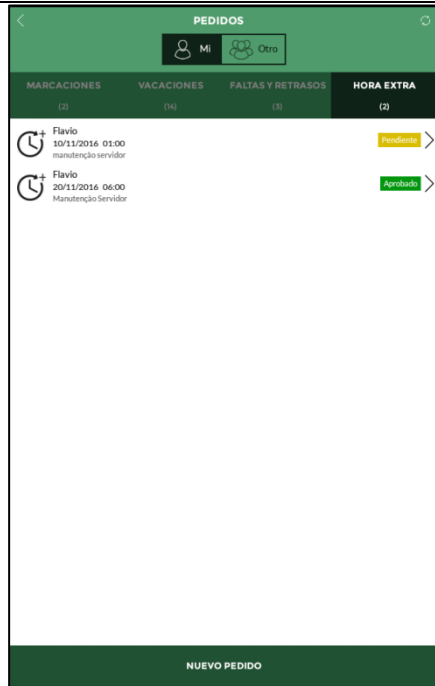 PEDIDOS
Mi Otro
MARCACIONES VACACIONES FALTAS Y RETRASOS HORA EXTRA
(2) (14) (3) (2)
Flavio
10/11/2016 01:00 Pendiente
manutenção servidor
Flavio
20/11/2016 06:00 Aprobado
Manutenção Servidor
NUEVO PEDIDO